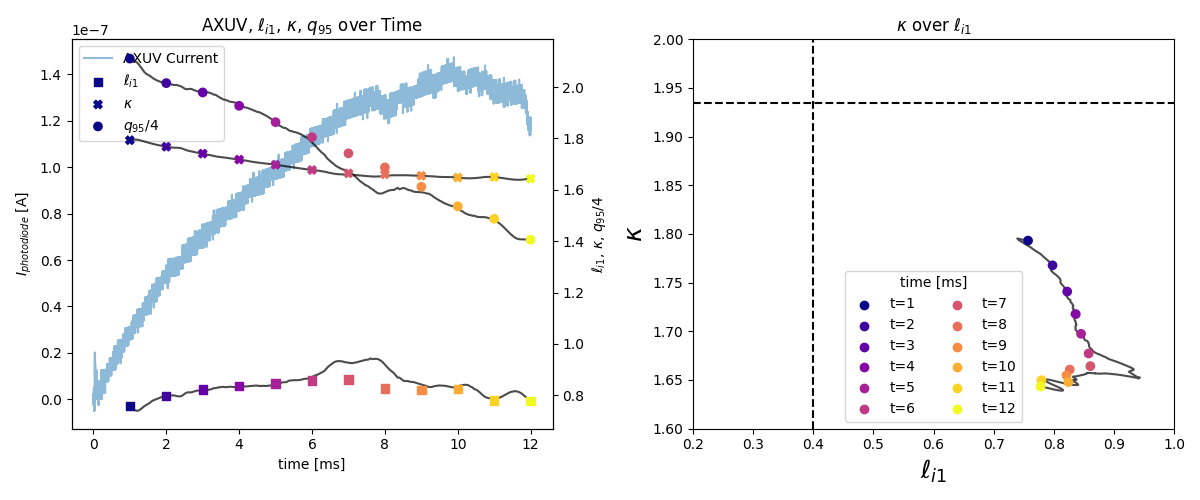 AXUV, ℓi1, κ, q95 over Time
1e−7
AXUV Current
ℓi1
κ
q95/4
1.4
1.2
1.0
0.8
0.6
0.4
0.2
0.0
Iphotodiode [A]
2.0
1.8
1.6
1.4
1.2
1.0
0.8
ℓi1, κ, q95/4
0 2 4 6 8 10 12
time [ms]
κ over ℓi1
2.00
1.95
1.90
1.85
1.80
1.75
1.70
1.65
1.60
κ
time [ms]
t=1 t=7
t=2 t=8
t=3 t=9
t=4 t=10
t=5 t=11
t=6 t=12
0.2 0.3 0.4 0.5 0.6 0.7 0.8 0.9 1.0
ℓi1